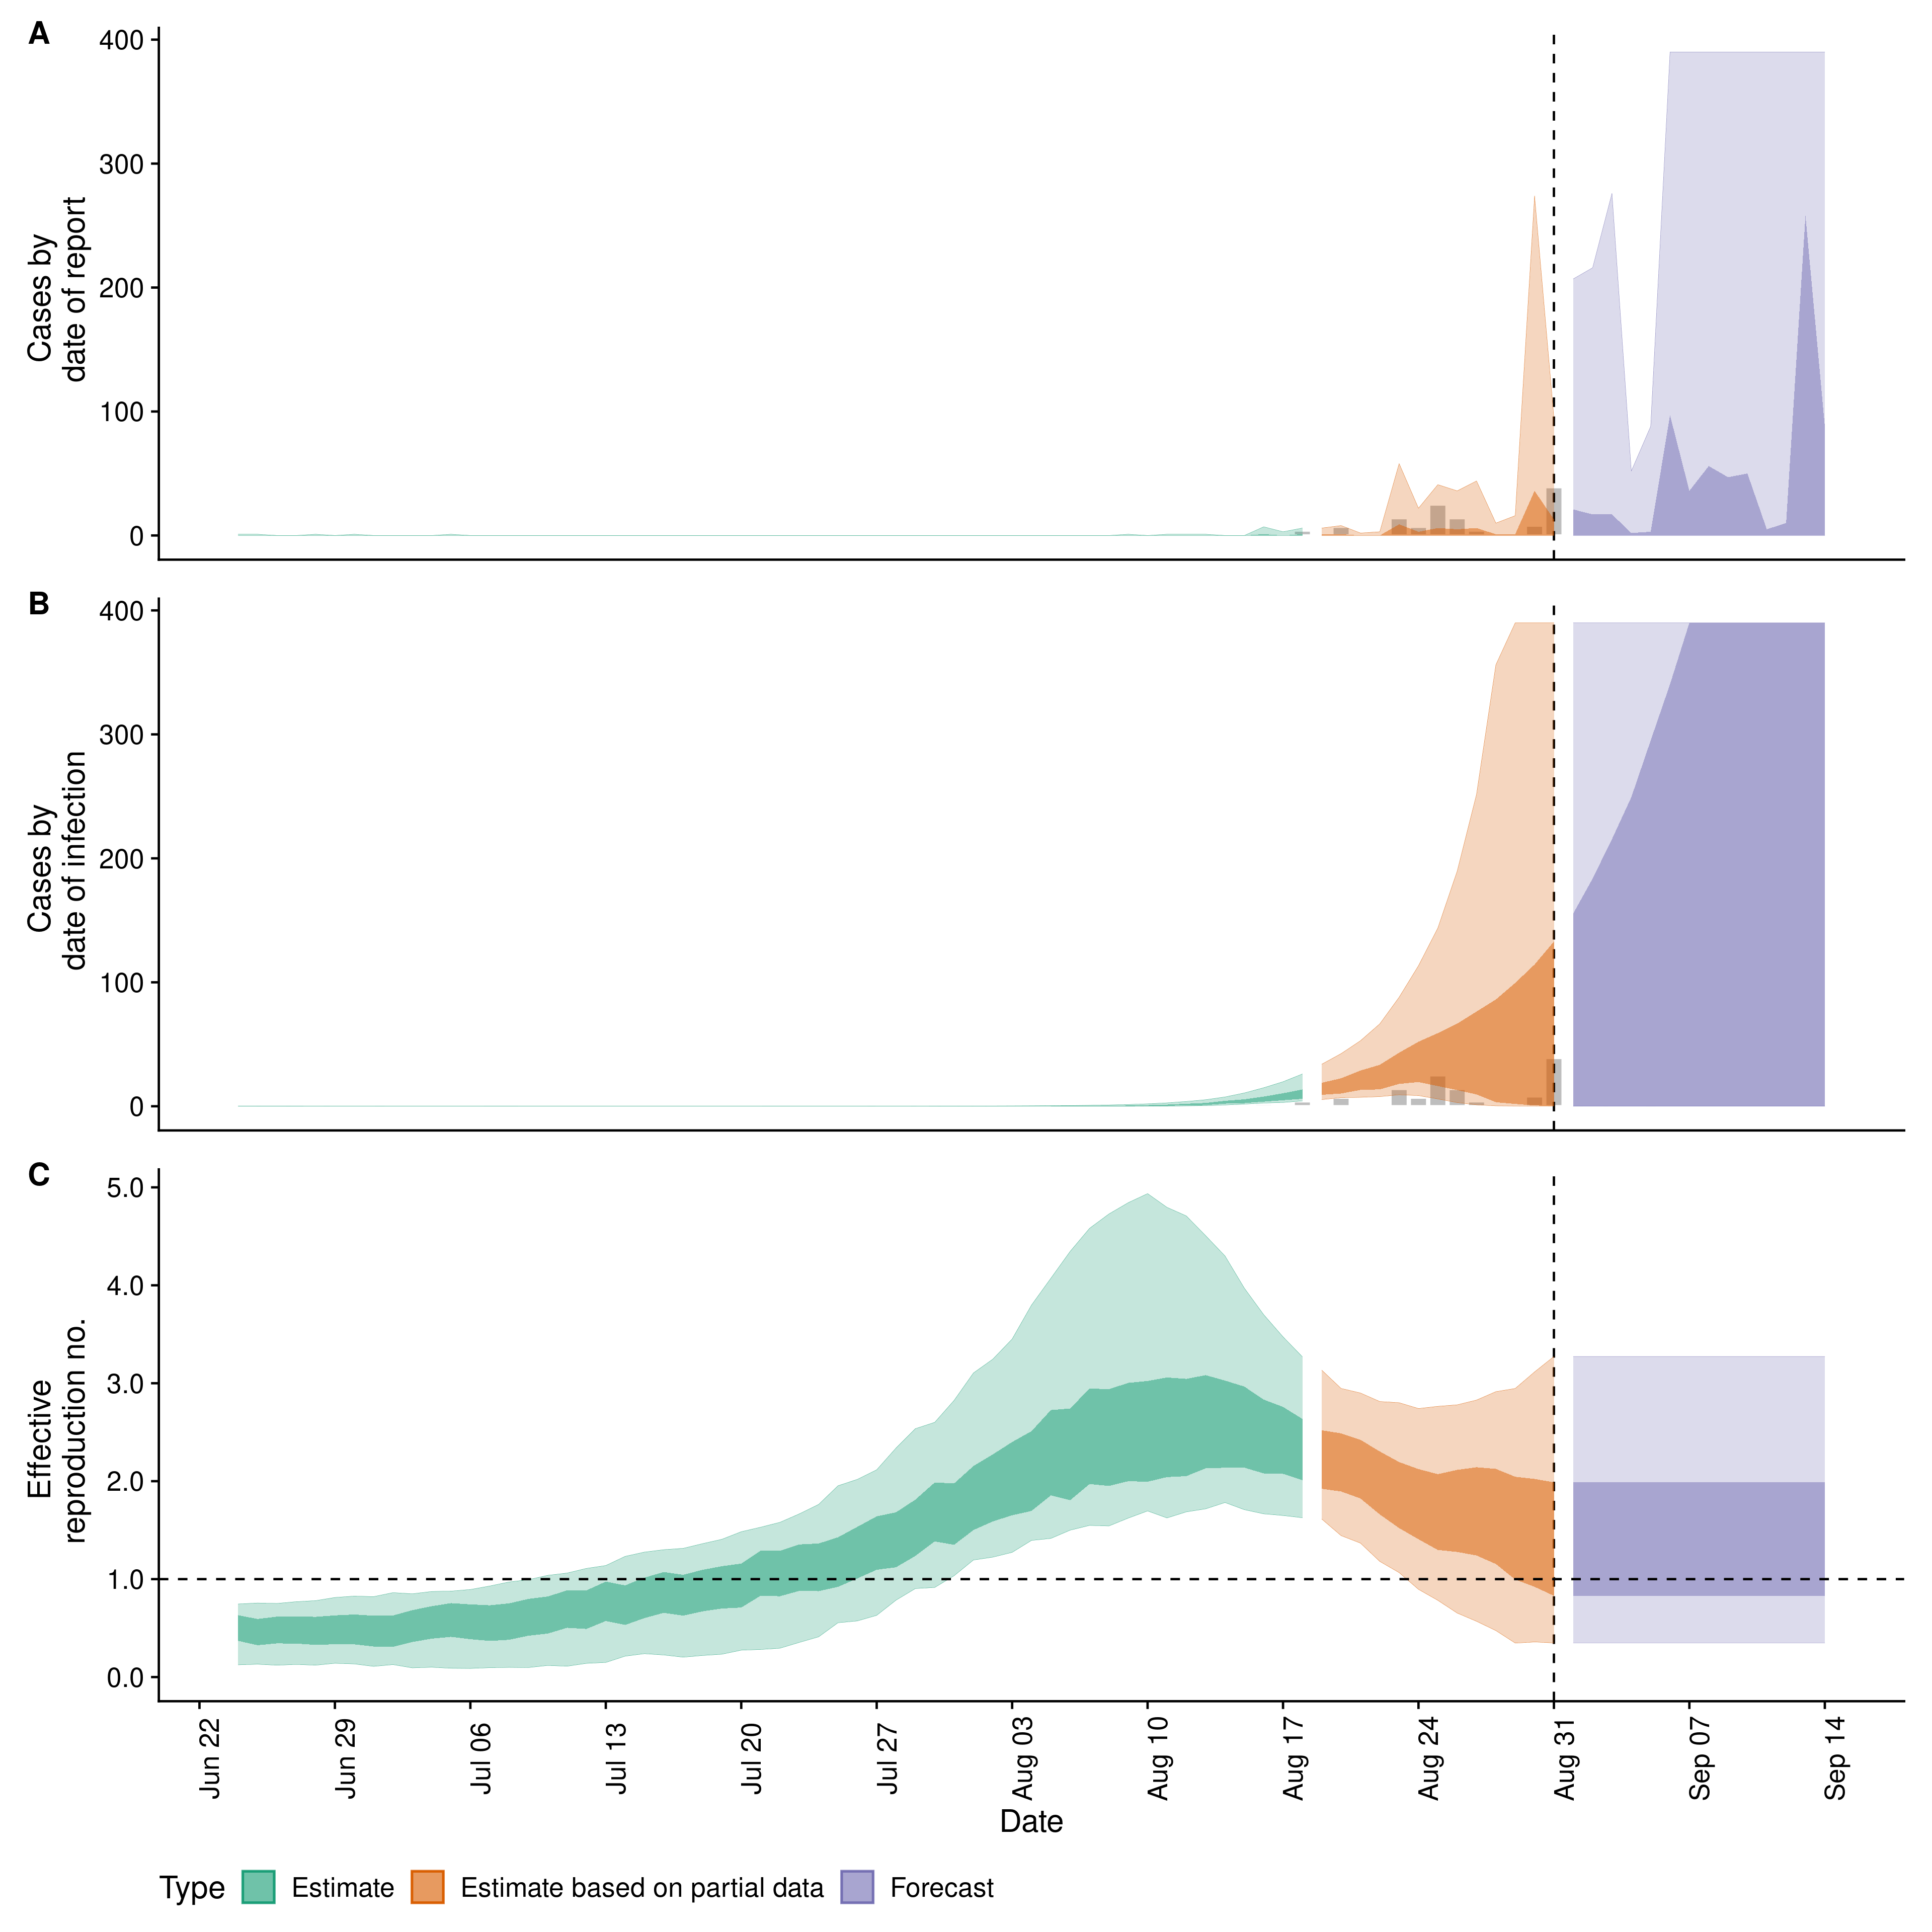 A
400
300
200
100
0
Cases by
date of report
B
400
300
200
100
0
Cases by
date of infection
C
5.0
4.0
3.0
2.0
1.0
0.0
Effective
reproduction no.
Jun 22
Jun 29
Jul 06
Jul 13
Jul 20
Jul 27
Aug 03
Aug 10
Aug 17
Aug 24
Aug 31
Sep 07
Sep 14
Date
Type Estimate Estimate based on partial data Forecast